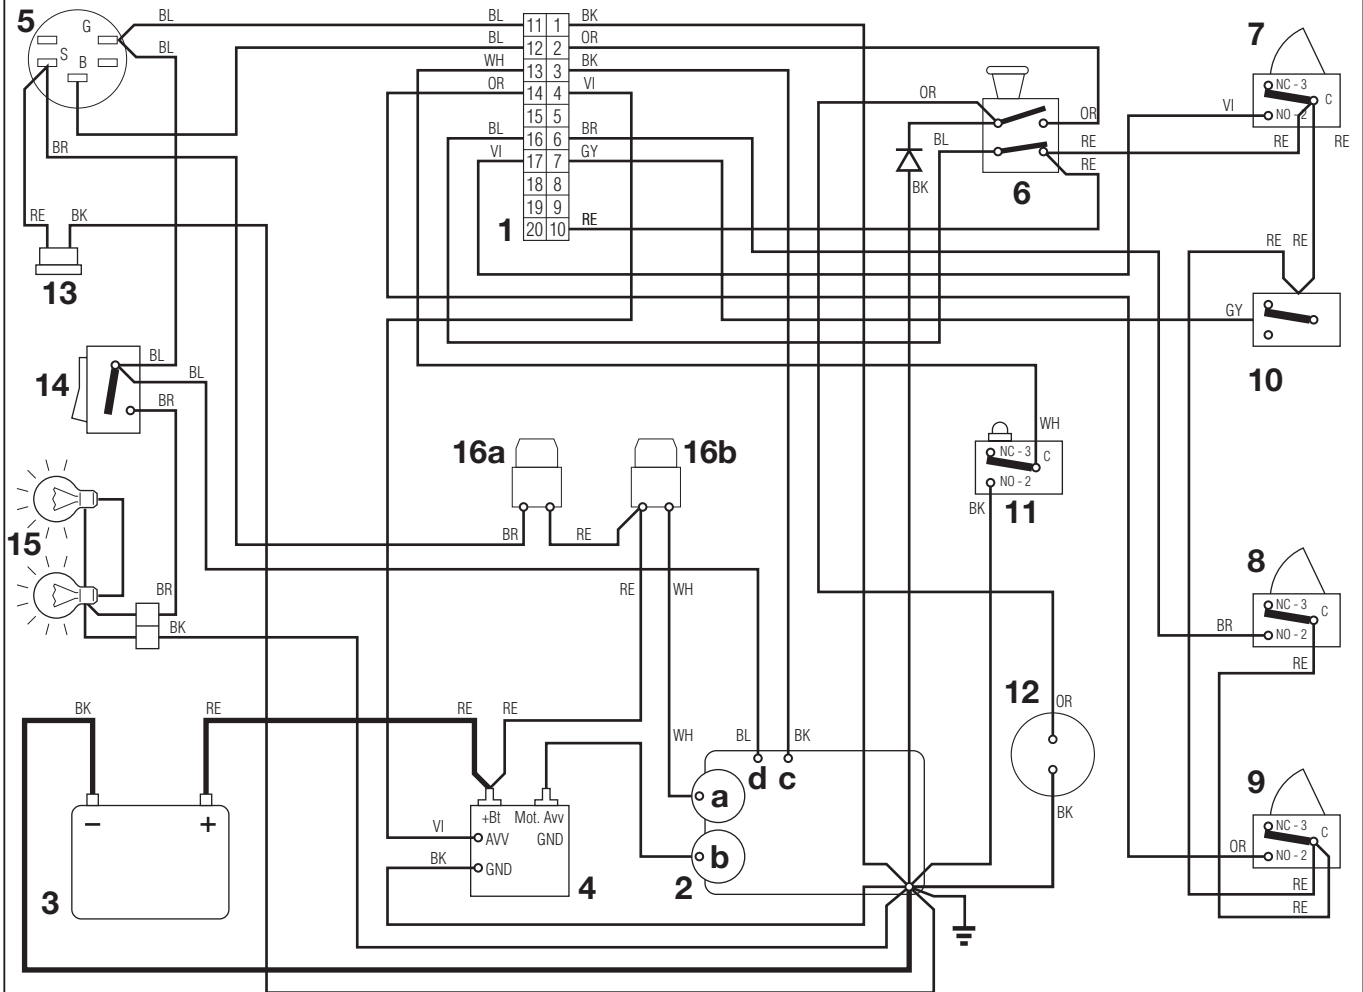 5 G BL BL 11 1 BK
S B BL BL 12 2 OR
WH 13 3 BK
OR 14 4 VI
15 5
BL 16 6 BR
VI 17 7 GY
18 8
19 9
1 20 10 RE
7
NC - 3 C
VI NO - 2
RE RE
OR OR
BL RE
RE
BK 6
BR
RE BK
13
RE RE
GY
10
14 BL
BL
BR
16a 16b
WH
NC - 3 C
NO - 2
BK 11
15
BR RE
BR
BK
RE WH
8
NC - 3 C
BR NO - 2
RE
12 OR
BK RE RE RE
WH BL BK
d c
a
b
2
BK
9
NC - 3 C
OR NO - 2
RE
RE
− +
3
+Bt Mot. Avv
VI AVV GND
BK GND
4